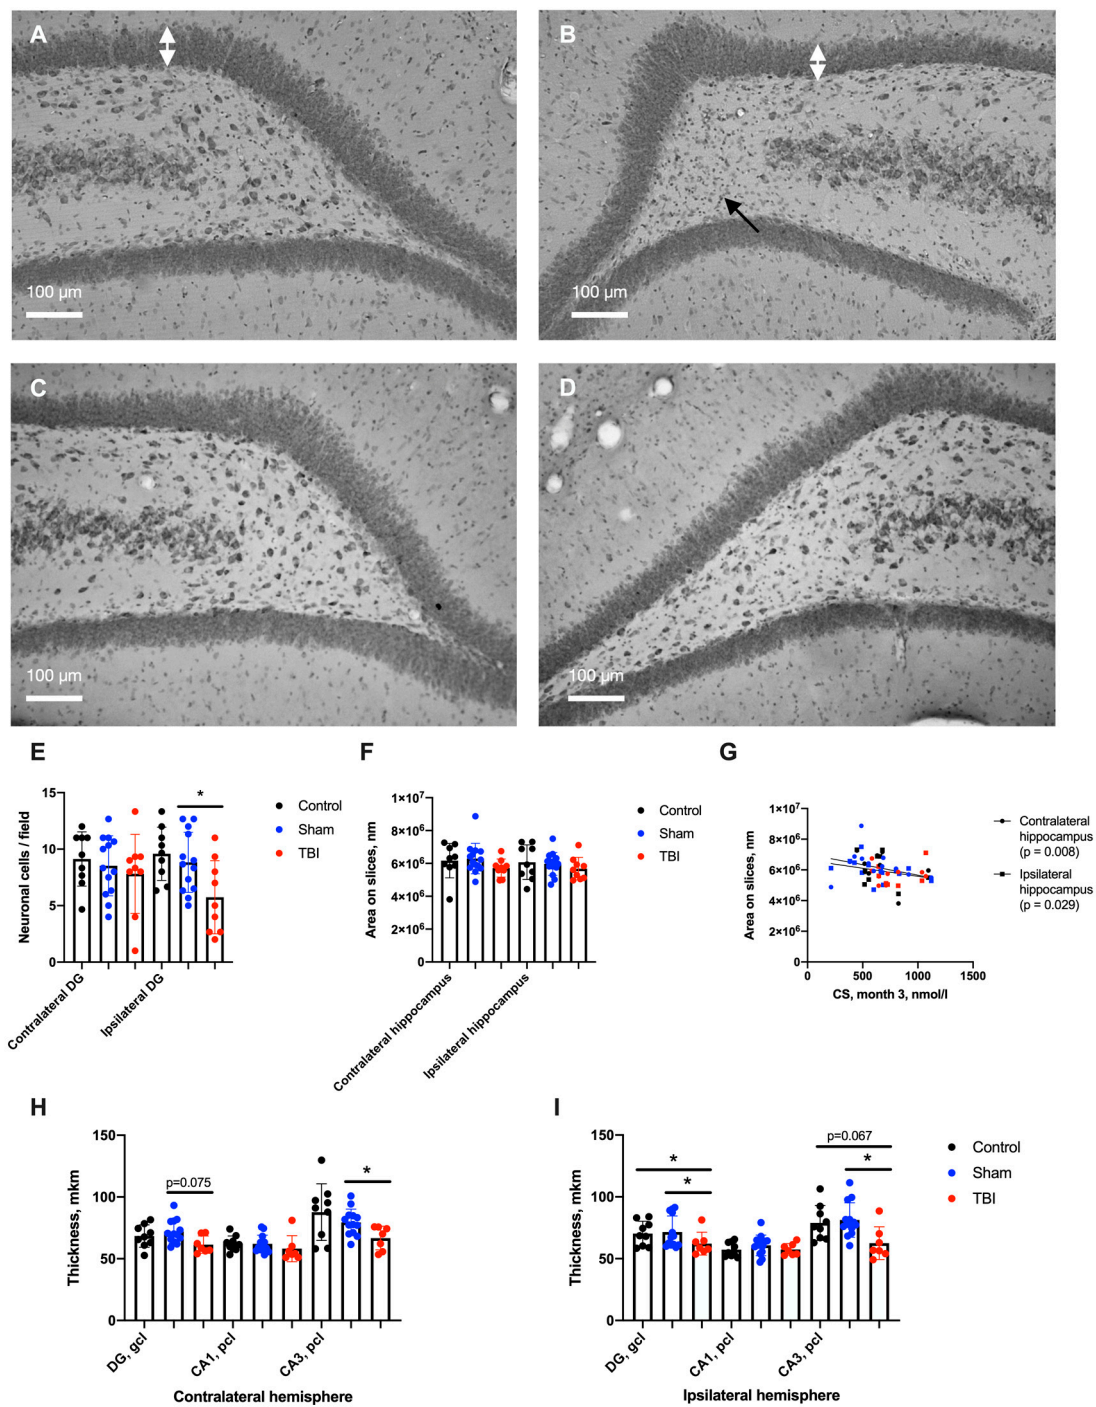 A
B
100 µm
100 µm
C
D
100 µm
100 µm
E
F
G
15
10
5
0
Neuronal cells / field
*
Contralateral DG
Ipsilateral DG
Control
Sham
TBI
1×10⁷
8×10⁶
6×10⁶
4×10⁶
2×10⁶
0
Area on slices, nm
Contralateral hippocampus
Ipsilateral hippocampus
Control
Sham
TBI
1×10⁷
8×10⁶
6×10⁶
4×10⁶
2×10⁶
0
Area on slices, nm
0
500
1000
1500
CS, month 3, nmol/l
Contralateral
hippocampus
(p = 0.008)
Ipsilateral
hippocampus
(p = 0.029)
H
I
150
100
50
0
Thickness, mkm
p=0.075
*
DG, gcl
CA1, pcl
CA3, pcl
Contralateral hemisphere
150
100
50
0
Thickness, mkm
*
*
p=0.067
*
DG, gcl
CA1, pcl
CA3, pcl
Ipsilateral hemisphere
Control
Sham
TBI